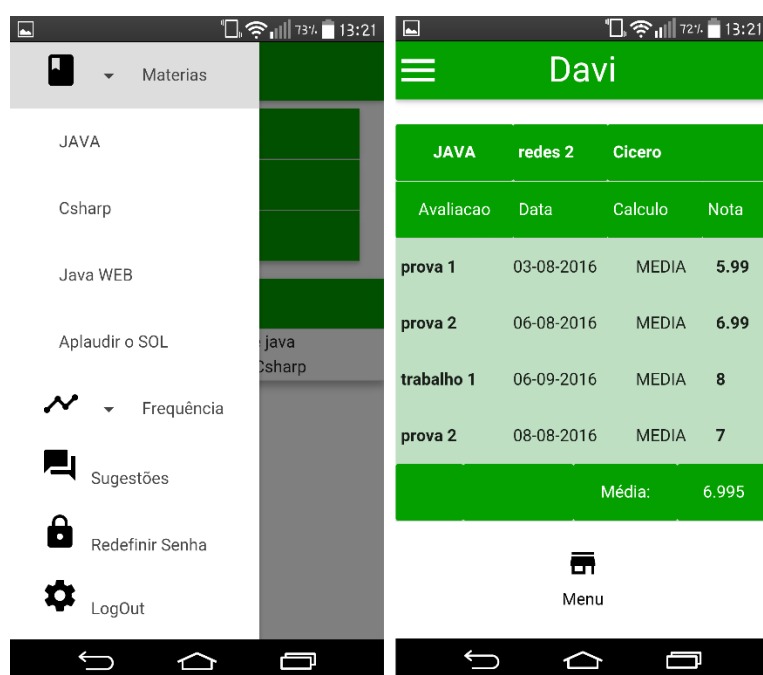 73% 13:21
Materias
JAVA
Csharp
Java WEB
Aplaudir o SOL
java
Csharp
Frequência
Sugestões
Redefinir Senha
LogOut
72% 13:21
Davi
JAVA redes 2 Cicero
Avaliacao Data Calculo Nota
prova 1 03-08-2016 MEDIA 5.99
prova 2 06-08-2016 MEDIA 6.99
trabalho 1 06-09-2016 MEDIA 8
prova 2 08-08-2016 MEDIA 7
Média: 6.995
Menu